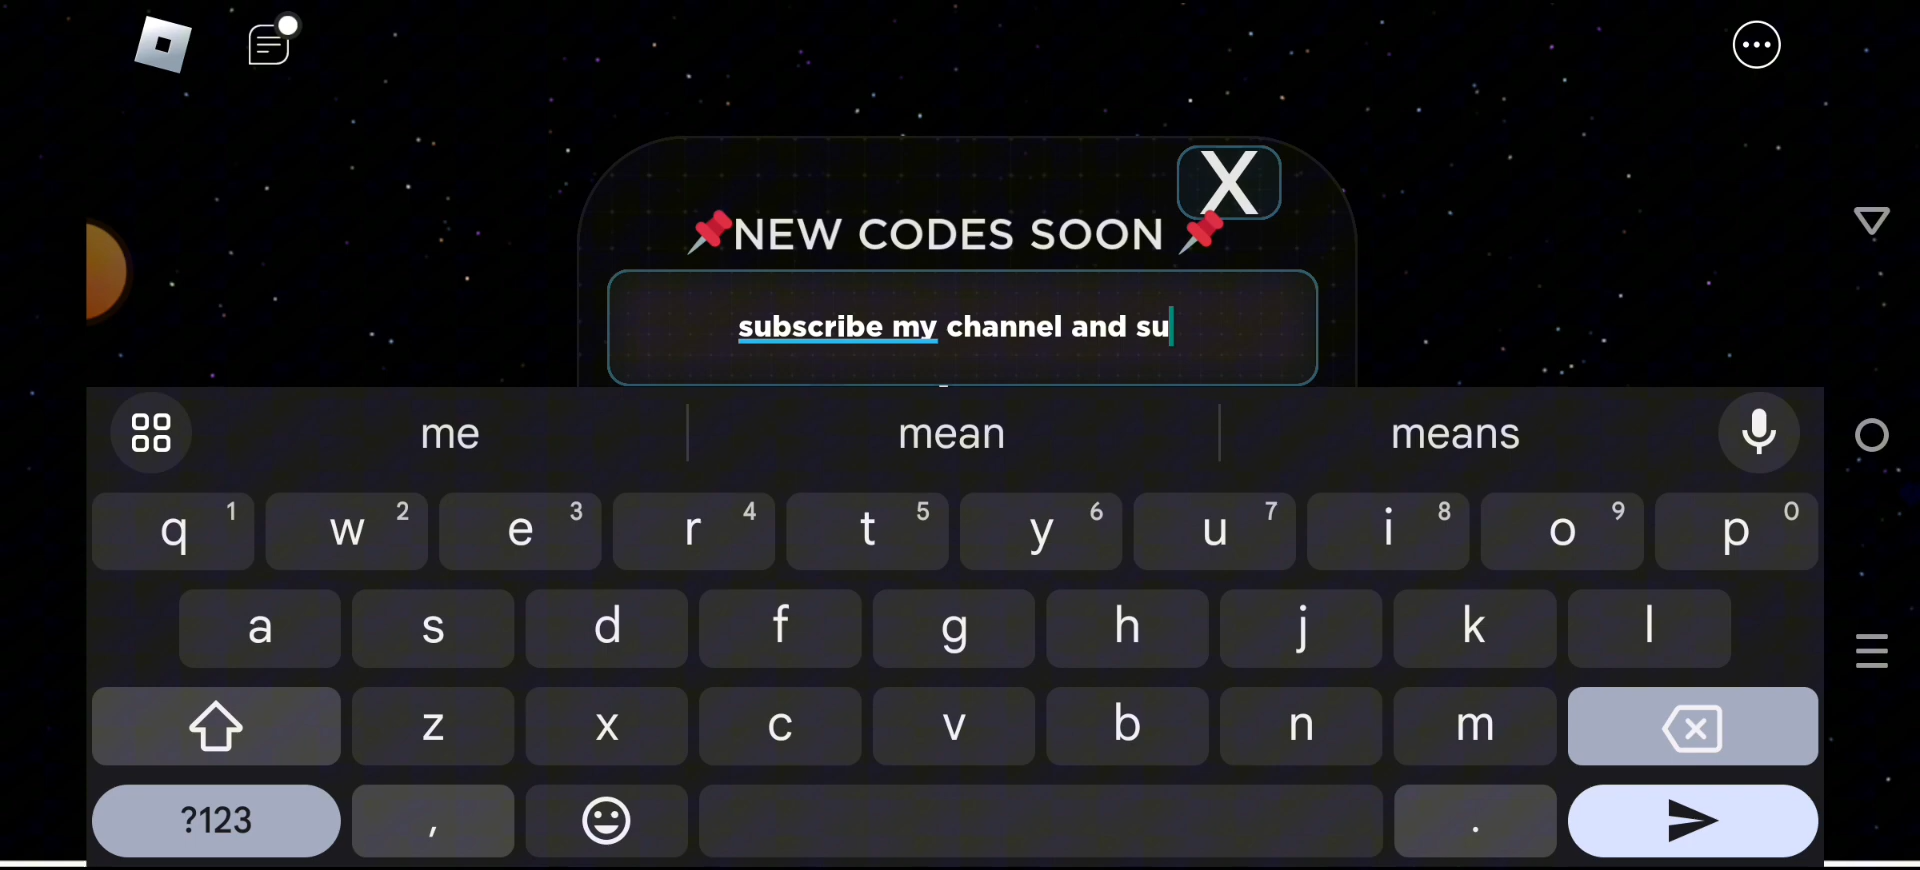 X
📌NEW CODES SOON 📌
subscribe my channel and su
me mean means
q 1 w 2 e 3 r 4 t 5 y 6 u 7 i 8 o 9 p 0
a s d f g h j k l
z x c v b n m
?123 , .